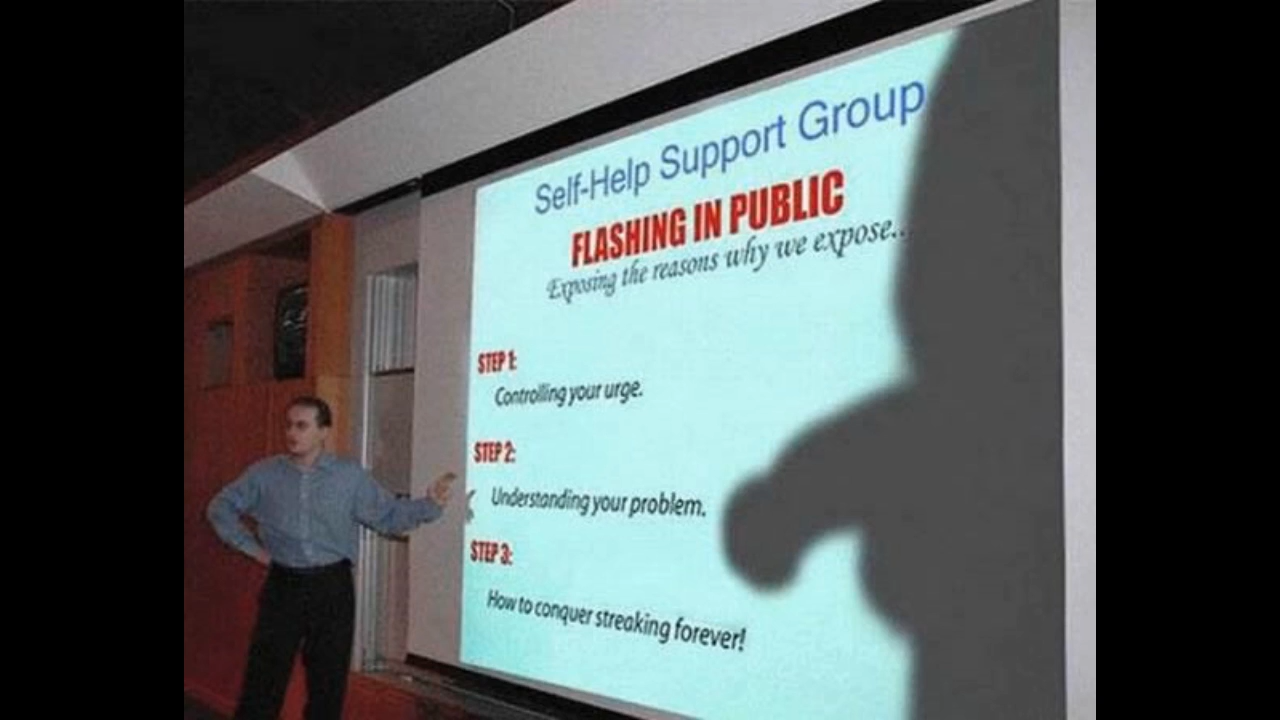 Self-Help Support Group
FLASHING IN PUBLIC
Exposing the reasons why we expose...
STEP 1:
Controlling your urge.
STEP 2:
Understanding your problem.
STEP 3:
How to conquer streaking forever!